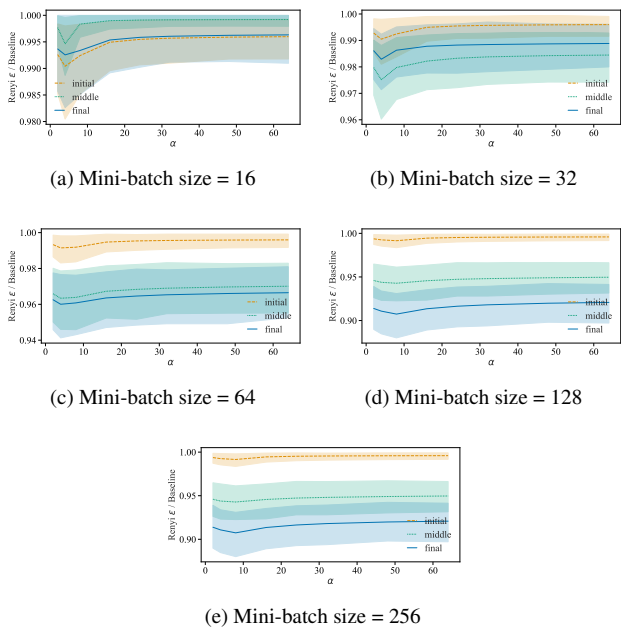 1.000
0.995
0.990
0.985
0.980
Renyi ε / Baseline
initial
middle
final
0 10 20 30 40 50 60
α
(a) Mini-batch size = 16
1.00
0.99
0.98
0.97
0.96
Renyi ε / Baseline
initial
middle
final
0 10 20 30 40 50 60
α
(b) Mini-batch size = 32
1.00
0.98
0.96
0.94
Renyi ε / Baseline
initial
middle
final
0 10 20 30 40 50 60
α
(c) Mini-batch size = 64
1.00
0.95
0.90
Renyi ε / Baseline
initial
middle
final
0 10 20 30 40 50 60
α
(d) Mini-batch size = 128
1.00
0.95
0.90
Renyi ε / Baseline
initial
middle
final
0 10 20 30 40 50 60
α
(e) Mini-batch size = 256